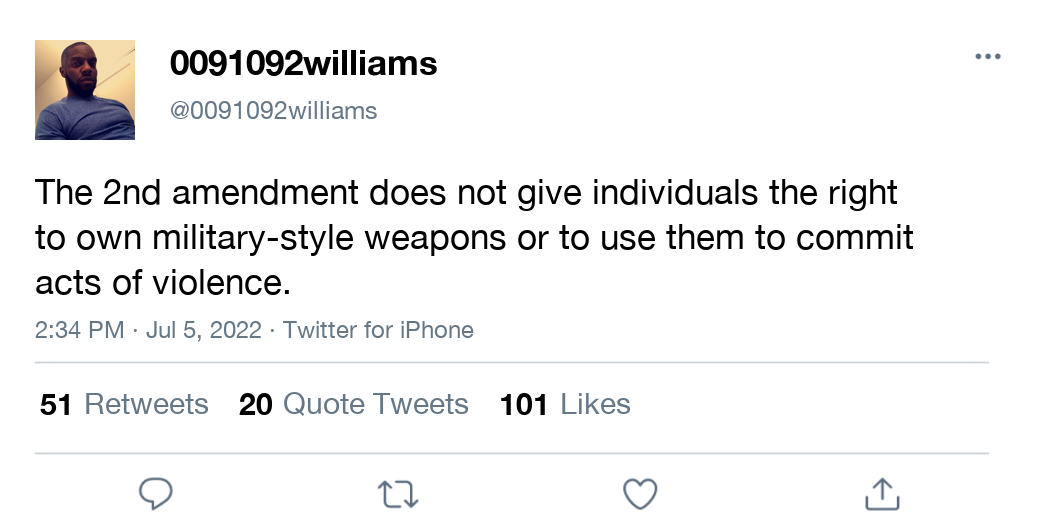 0091092williams
@0091092williams
The 2nd amendment does not give individuals the right
to own military-style weapons or to use them to commit
acts of violence.
2:34 PM · Jul 5, 2022 · Twitter for iPhone
51 Retweets 20 Quote Tweets 101 Likes